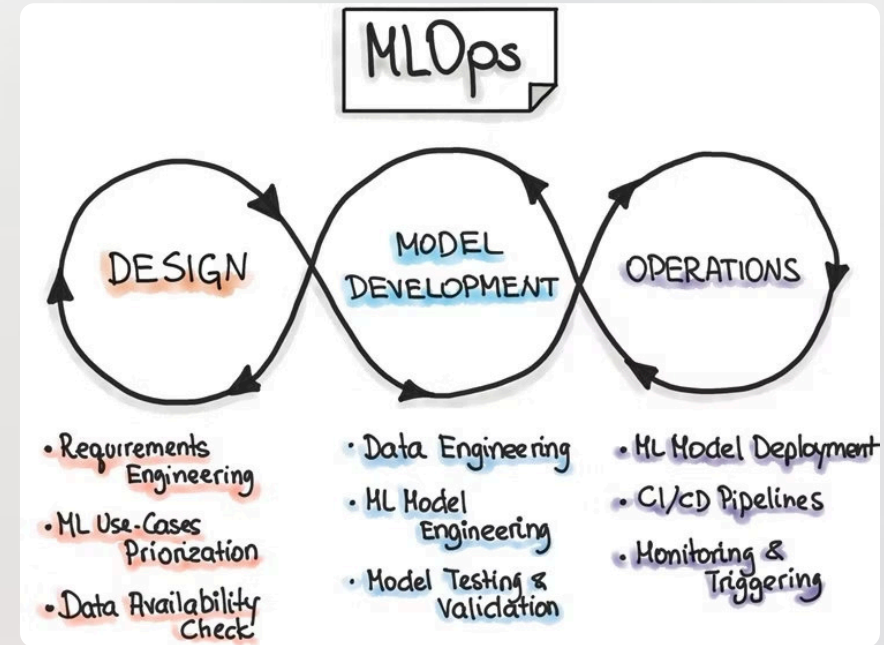 MLOps
DESIGN
MODEL
DEVELOPMENT
OPERATIONS
• Requirements
Engineering
• ML Use-Cases
Priorization
• Data Availability
Check
• Data Engineering
• ML Model
Engineering
• Model Testing &
Validation
• ML Model Deployment
• CI/CD Pipelines
• Monitoring &
Triggering